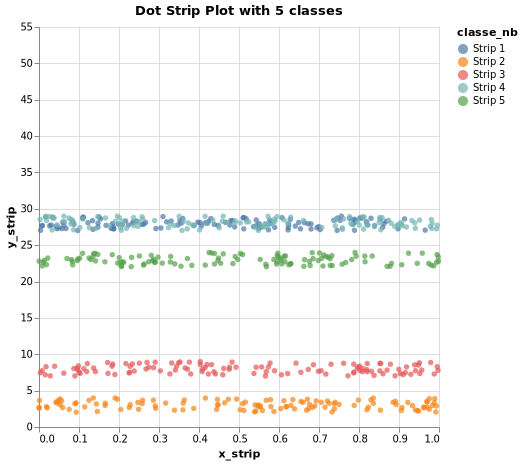 Dot Strip Plot with 5 classes
classe_nb
Strip 1
Strip 2
Strip 3
Strip 4
Strip 5
y_strip
55
50
45
40
35
30
25
20
15
10
5
0
0.0 0.1 0.2 0.3 0.4 0.5 0.6 0.7 0.8 0.9 1.0
x_strip